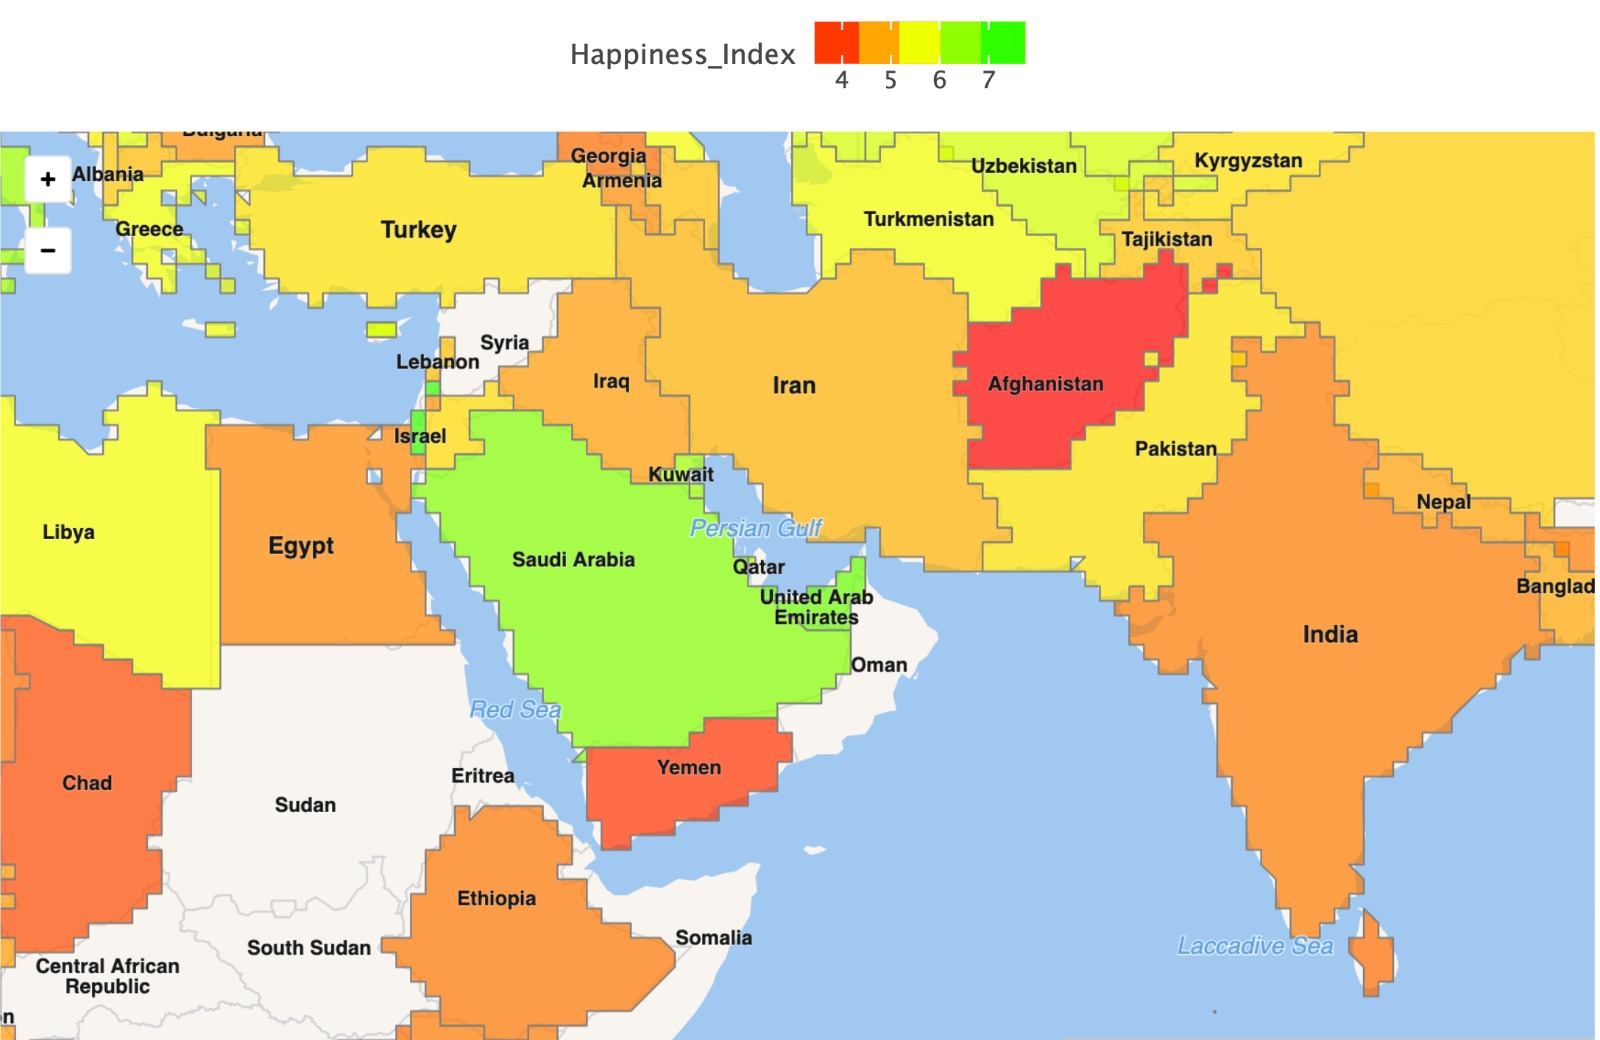 Happiness_Index
4 5 6 7
Bulgaria
Georgia
Albania
Armenia
Uzbekistan
Kyrgyzstan
+
Greece
Turkey
Turkmenistan
Tajikistan
−
Syria
Lebanon
Iraq
Iran
Afghanistan
Israel
Pakistan
Kuwait
Nepal
Libya
Egypt
Persian Gulf
Saudi Arabia
Qatar
United Arab
Emirates
Banglad
India
Oman
Red Sea
Yemen
Chad
Eritrea
Sudan
Ethiopia
Somalia
South Sudan
Laccadive Sea
Central African
Republic
n